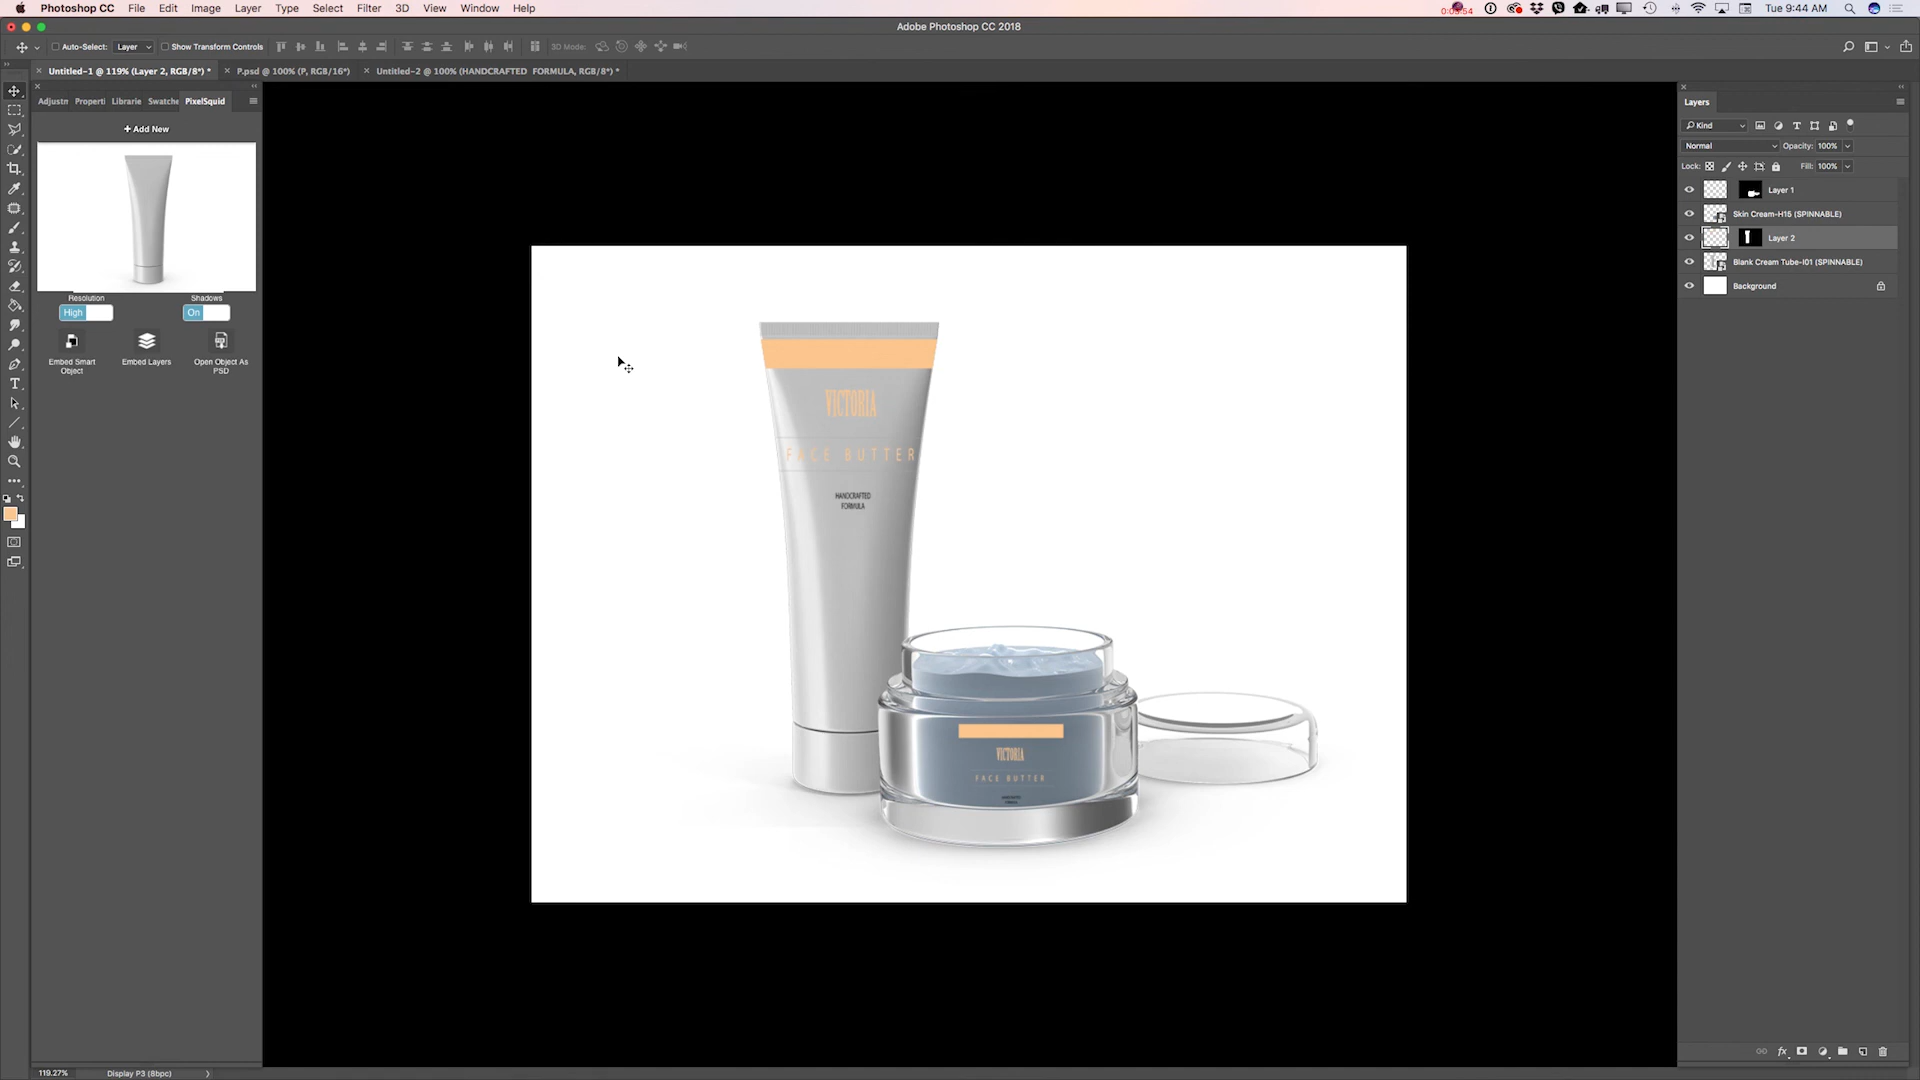 Photoshop CC File Edit Image Layer Type Select Filter 3D View Window Help
Tue 9:44 AM
Adobe Photoshop CC 2018
Auto-Select: Layer Show Transform Controls 3D Mode:
Untitled-1 @ 119% (Layer 2, RGB/8*) * P.psd @ 100% (P, RGB/16*) Untitled-2 @ 100% (HANDCRAFTED FORMULA, RGB/8*) *
Adjustn Properti Librarie Swatche PixelSquid
+ Add New
Resolution Shadows
High On
Embed Smart Object
Embed Layers
Open Object As PSD
VICTORIA
FACE BUTTER
HANDCRAFTED
FORMULA
VICTORIA
FACE BUTTER
Layers
Kind
Normal Opacity: 100%
Lock: Fill: 100%
Layer 1
Skin Cream-H15 (SPINNABLE)
Layer 2
Blank Cream Tube-I01 (SPINNABLE)
Background
119.27% Display P3 (8bpc)